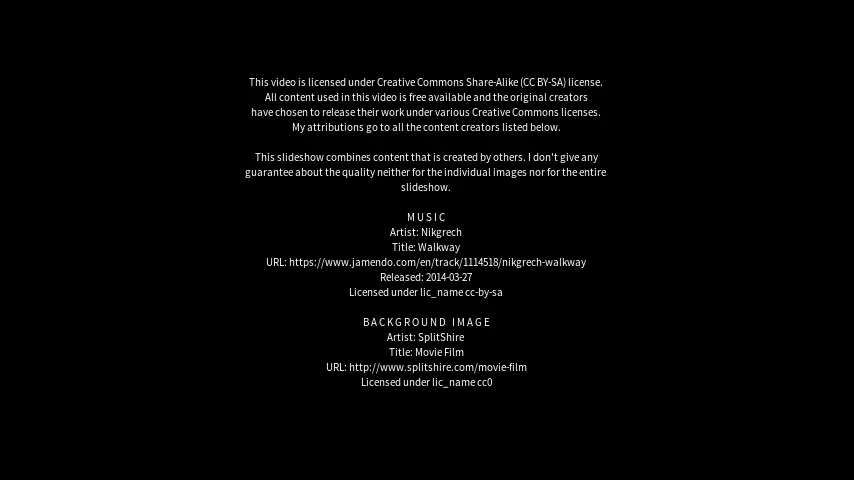 This video is licensed under Creative Commons Share-Alike (CC BY-SA) license.
All content used in this video is free available and the original creators
have chosen to release their work under various Creative Commons licenses.
My attributions go to all the content creators listed below.
This slideshow combines content that is created by others. I don't give any
guarantee about the quality neither for the individual images nor for the entire
slideshow.
MUSIC
Artist: Nikgrech
Title: Walkway
URL: https://www.jamendo.com/en/track/1114518/nikgrech-walkway
Released: 2014-03-27
Licensed under lic_name cc-by-sa
BACKGROUND IMAGE
Artist: SplitShire
Title: Movie Film
URL: http://www.splitshire.com/movie-film
Licensed under lic_name cc0